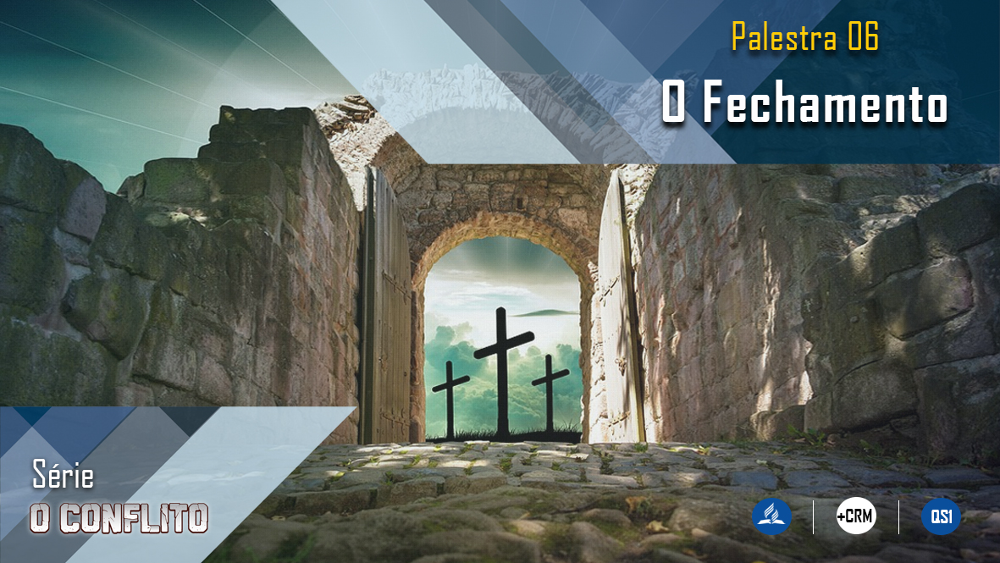 Palestra 06
O Fechamento
Série
O CONFLITO
+CRM
QS1